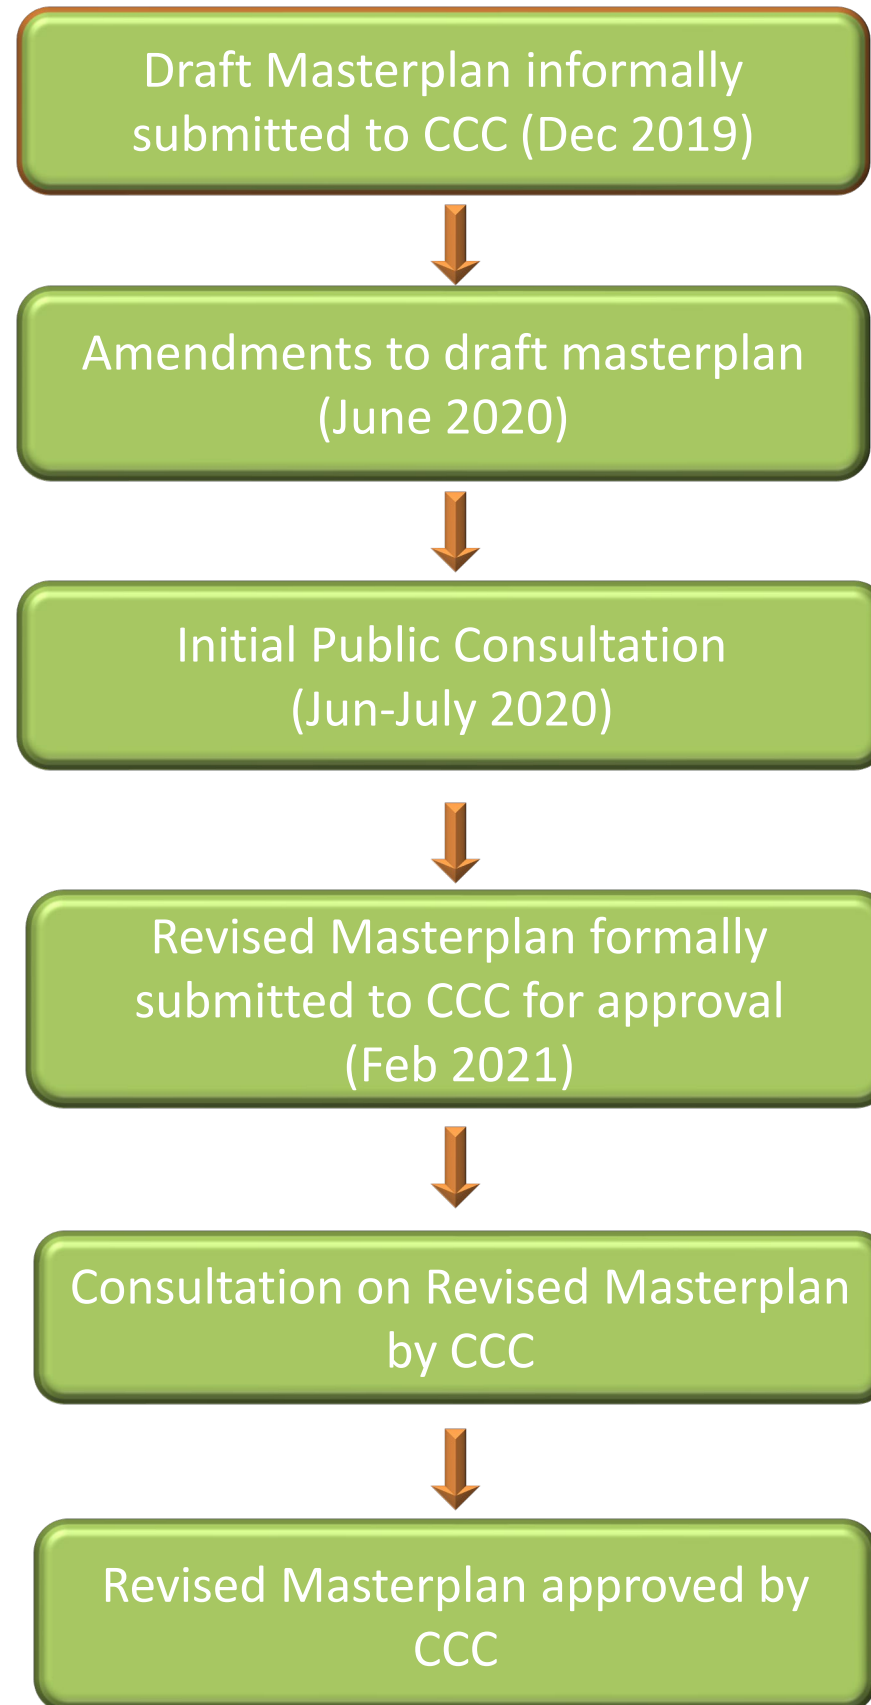 Draft Masterplan informally
submitted to CCC (Dec 2019)
Amendments to draft masterplan
(June 2020)
Initial Public Consultation
(Jun-July 2020)
Revised Masterplan formally
submitted to CCC for approval
(Feb 2021)
Consultation on Revised Masterplan
by CCC
Revised Masterplan approved by
CCC